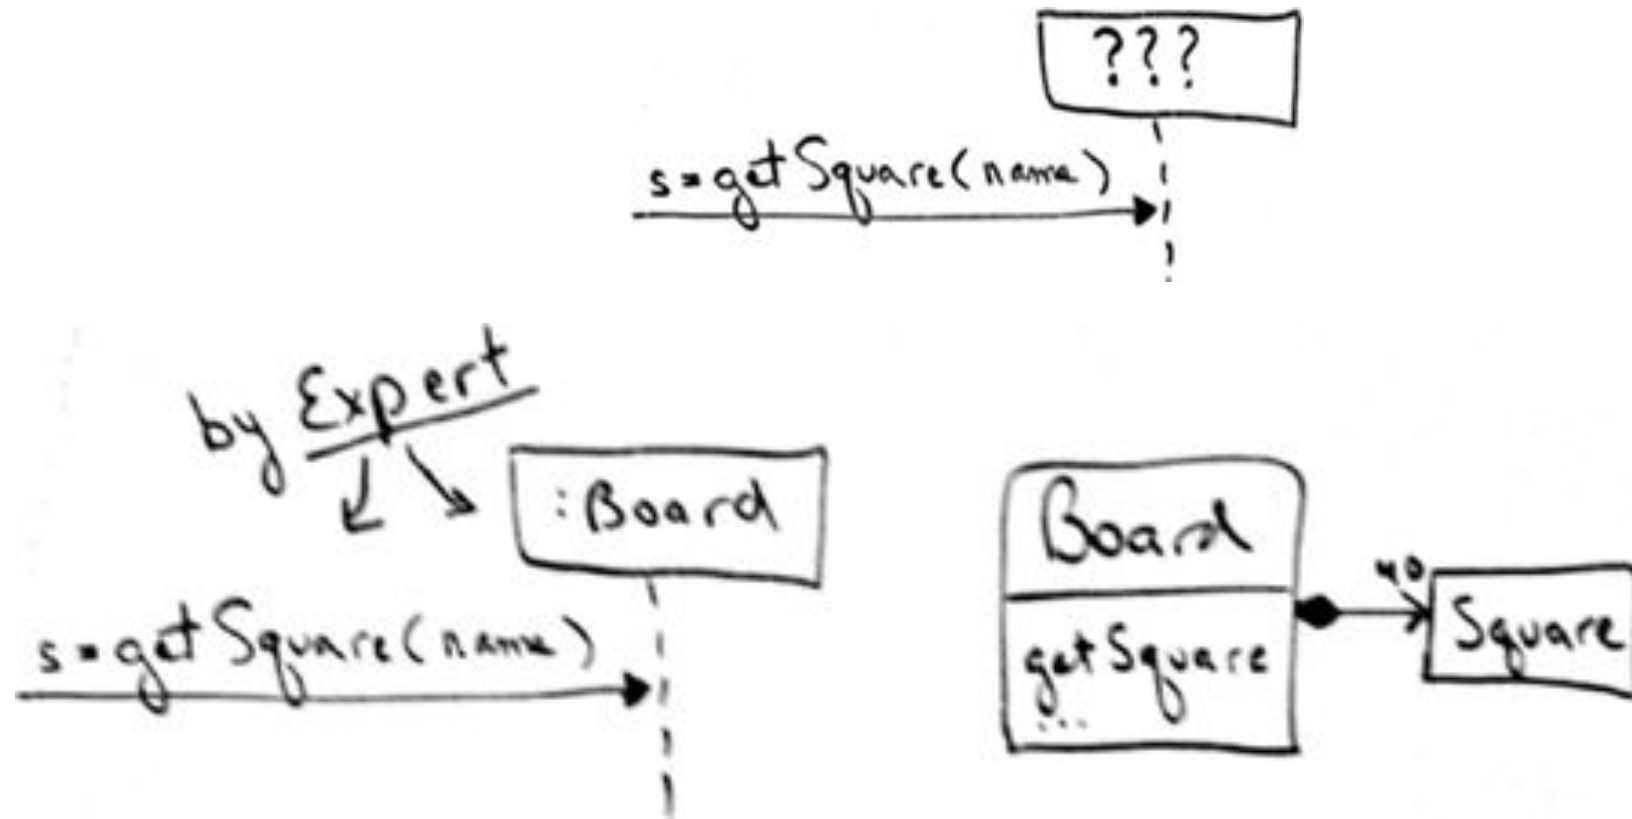 ???
s=getSquare(name)
by Expert
:Board
s=getSquare(name)
Board
getSquare
...
40
Square